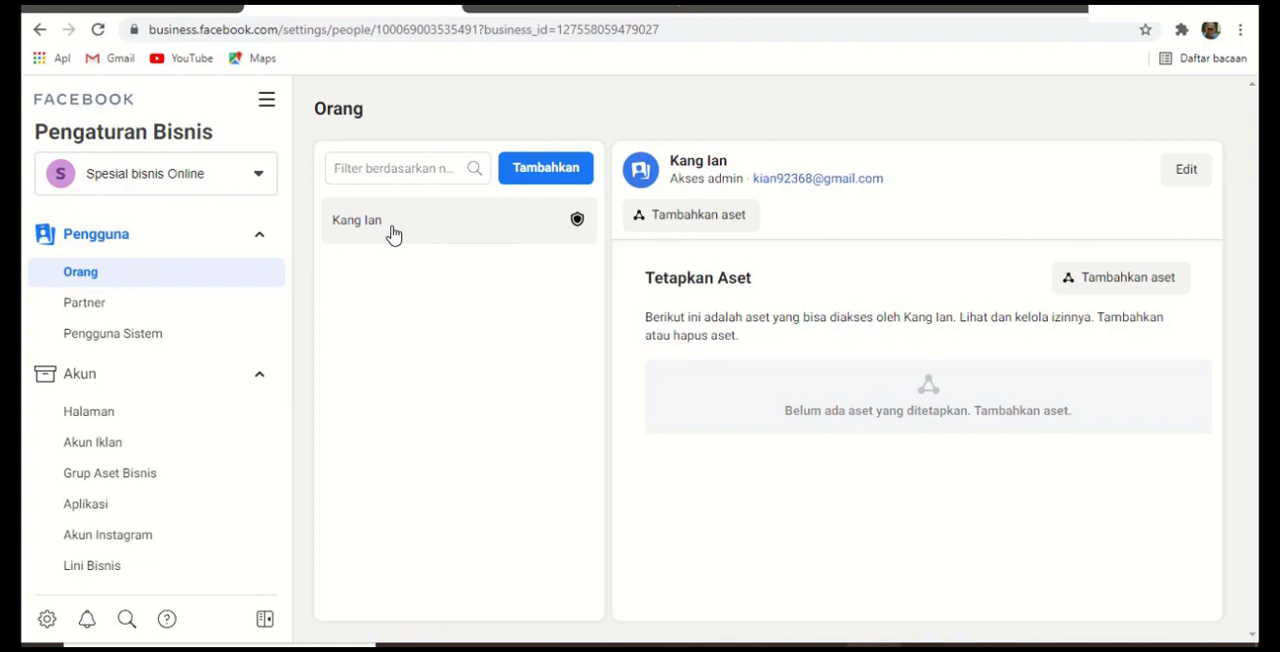 business.facebook.com/settings/people/100069003535491?business_id=127558059479027
Apl
Gmail
YouTube
Maps
Daftar bacaan
FACEBOOK
Pengaturan Bisnis
S
Spesial bisnis Online
Pengguna
Orang
Partner
Pengguna Sistem
Akun
Halaman
Akun Iklan
Grup Aset Bisnis
Aplikasi
Akun Instagram
Lini Bisnis
Orang
Filter berdasarkan n...
Tambahkan
Kang Ian
Kang Ian
Akses admin · kian92368@gmail.com
Edit
Tambahkan aset
Tetapkan Aset
Tambahkan aset
Berikut ini adalah aset yang bisa diakses oleh Kang Ian. Lihat dan kelola izinnya. Tambahkan
atau hapus aset.
Belum ada aset yang ditetapkan. Tambahkan aset.